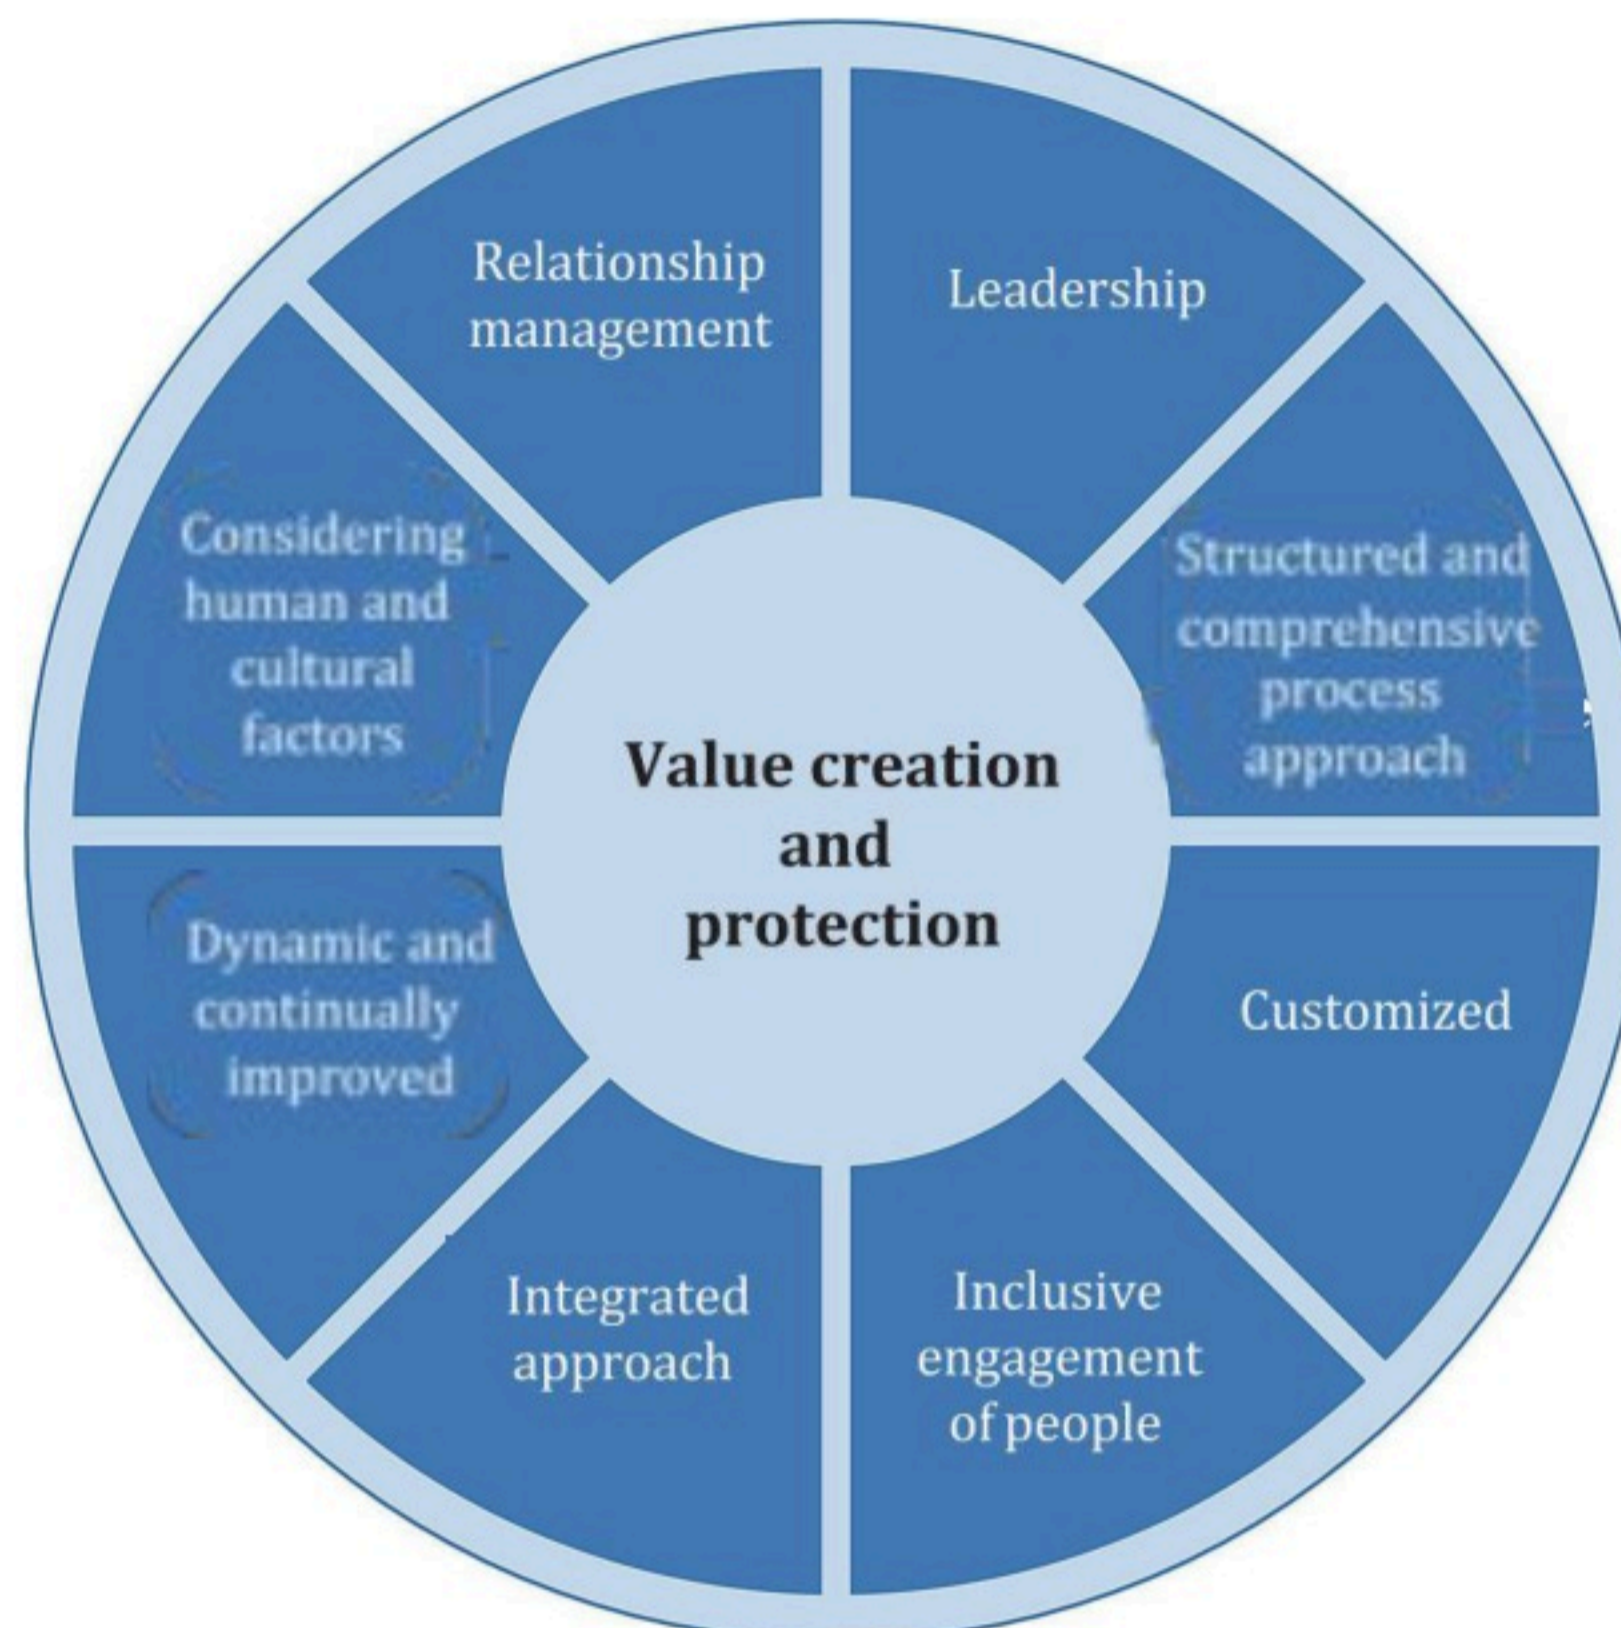 Relationship
management
Leadership
Considering
human and
cultural
factors
Structured and
comprehensive
process
approach
Value creation
and
protection
Dynamic and
continually
improved
Customized
Integrated
approach
Inclusive
engagement
of people